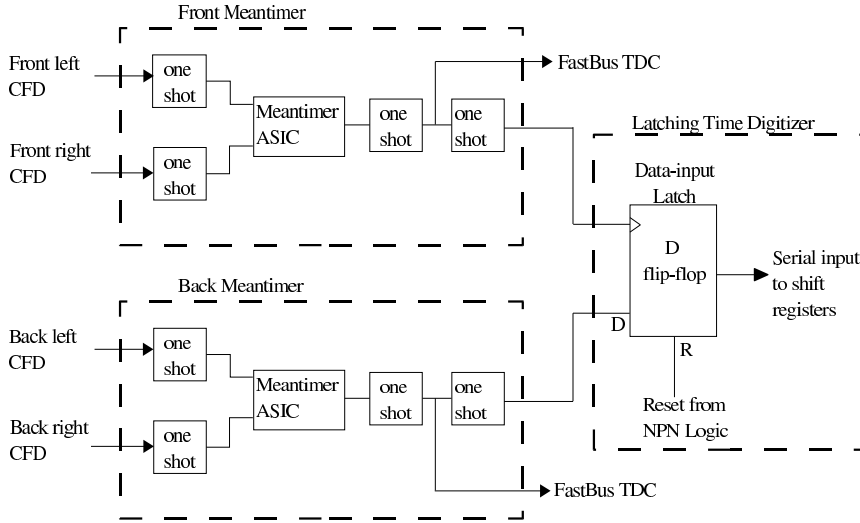 Front Meantimer
Front left
CFD
one
shot
FastBus TDC
Meantimer
ASIC
one
shot
one
shot
Front right
CFD
one
shot
Latching Time Digitizer
Data-input
Latch
D
flip-flop
Serial input
to shift
registers
D
R
Reset from
NPN Logic
Back Meantimer
Back left
CFD
one
shot
Meantimer
ASIC
one
shot
one
shot
Back right
CFD
one
shot
FastBus TDC